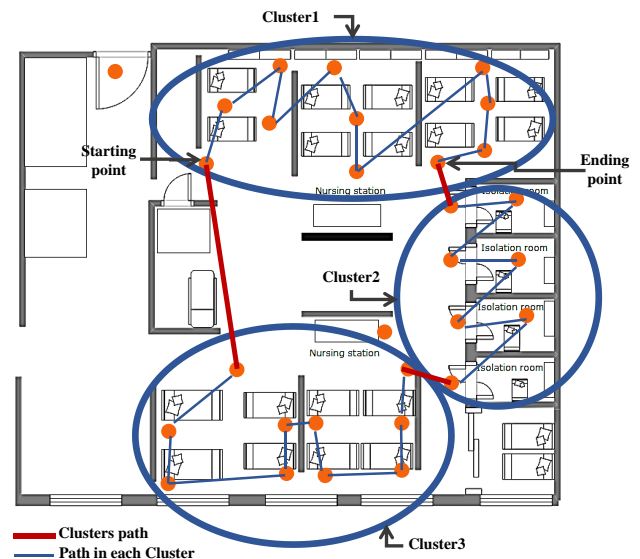 Cluster1
Starting
point
Ending
point
Nursing station
Isolation room
Isolation room
Cluster2
Isolation room
Nursing station
Isolation room
Clusters path
Cluster3
Path in each Cluster